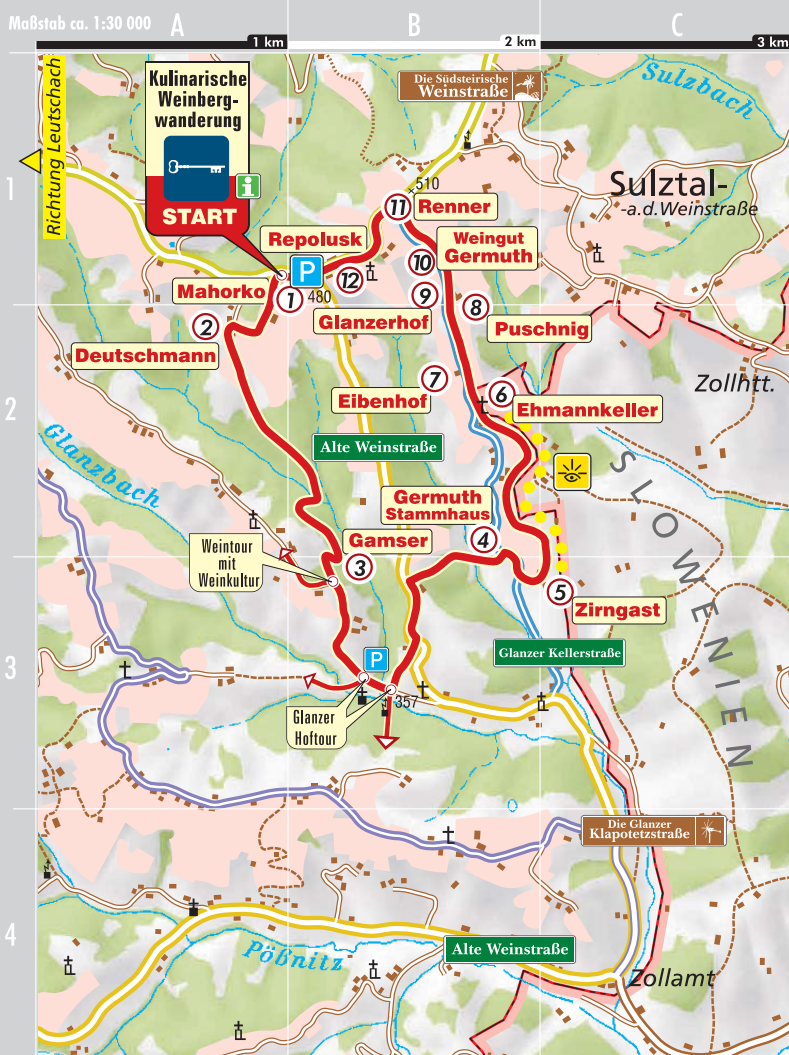 Maßstab ca. 1:30 000
A
B
C
1 km
2 km
3 km
Richtung Leutschach
Kulinarische
Weinberg-
wanderung
START
i
Die Südsteirische
Weinstraße
Sulzbach
1
510
11
Renner
Sulztal-
-a.d.Weinstraße
Repolusk
P
12
10
Weingut
Germuth
Mahorko
1
480
9
8
Glanzerhof
Puschnig
2
Deutschmann
7
Eibenhof
6
Ehmannkeller
Zollhtt.
2
Alte Weinstraße
Glanzbach
SLOWENIEN
Germuth
Stammhaus
4
Weintour
mit
Weinkultur
Gamser
3
5
Zirngast
3
Glanzer Kellerstraße
P
357
Glanzer
Hoftour
Die Glanzer
Klapotetzstraße
4
Alte Weinstraße
Pößnitz
Zollamt